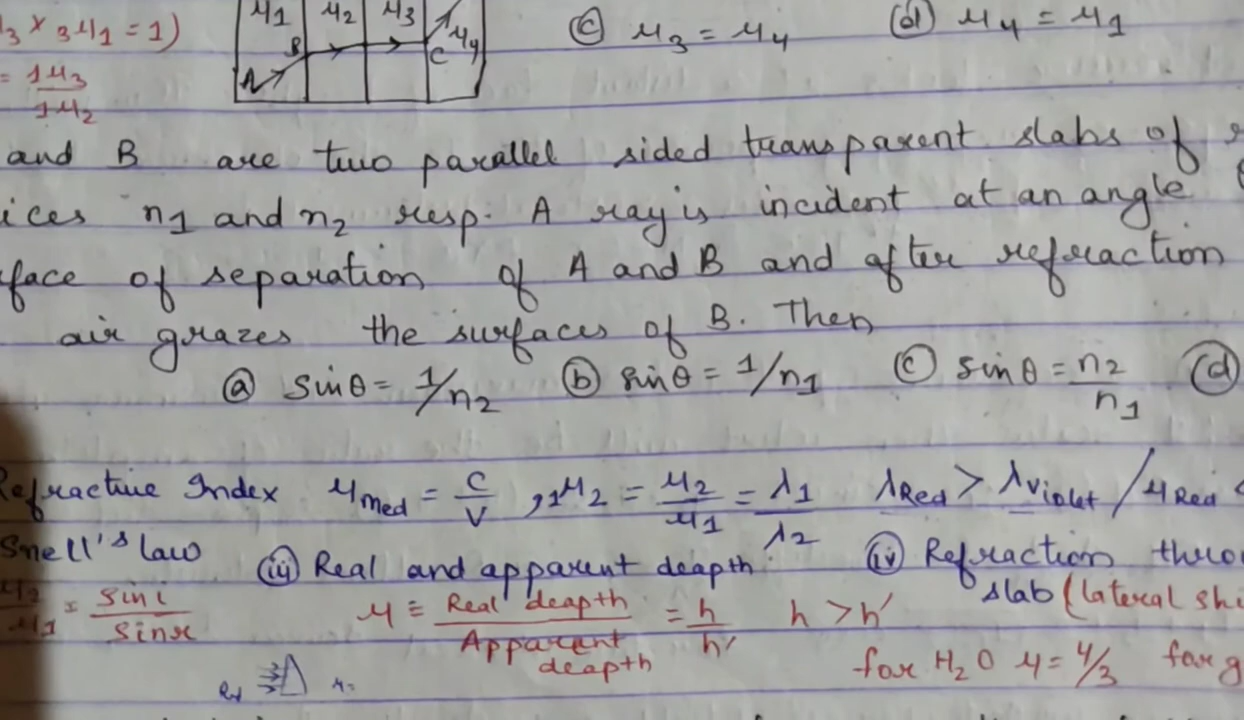 3 × 3μ1 = 1)
μ1 μ2 μ3 μ4
B
A
C
ⓒ μ3 = μ4 ⓓ μ4 = μ1
= 1μ3
1μ2
and B are two parallel sided transparent slabs of
ices n1 and n2 resp. A ray is incident at an angle
face of separation of A and B and after refraction
air grazes the surfaces of B. Then
ⓐ sinθ = 1/n2 ⓑ sinθ = 1/n1 ⓒ sinθ = n2/n1 ⓓ
Refractive Index μmed = c/v , 1μ2 = μ2/μ1 = λ1/λ2 λRed > λViolet / μRed <
Snell's law (iii) Real and apparent deapth (iv) Refraction thro
slab (lateral shi
μ2/μ1 = sini/sinr μ = Real deapth/Apparent deapth = h/h' h > h'
for H2O μ = 4/3 for g